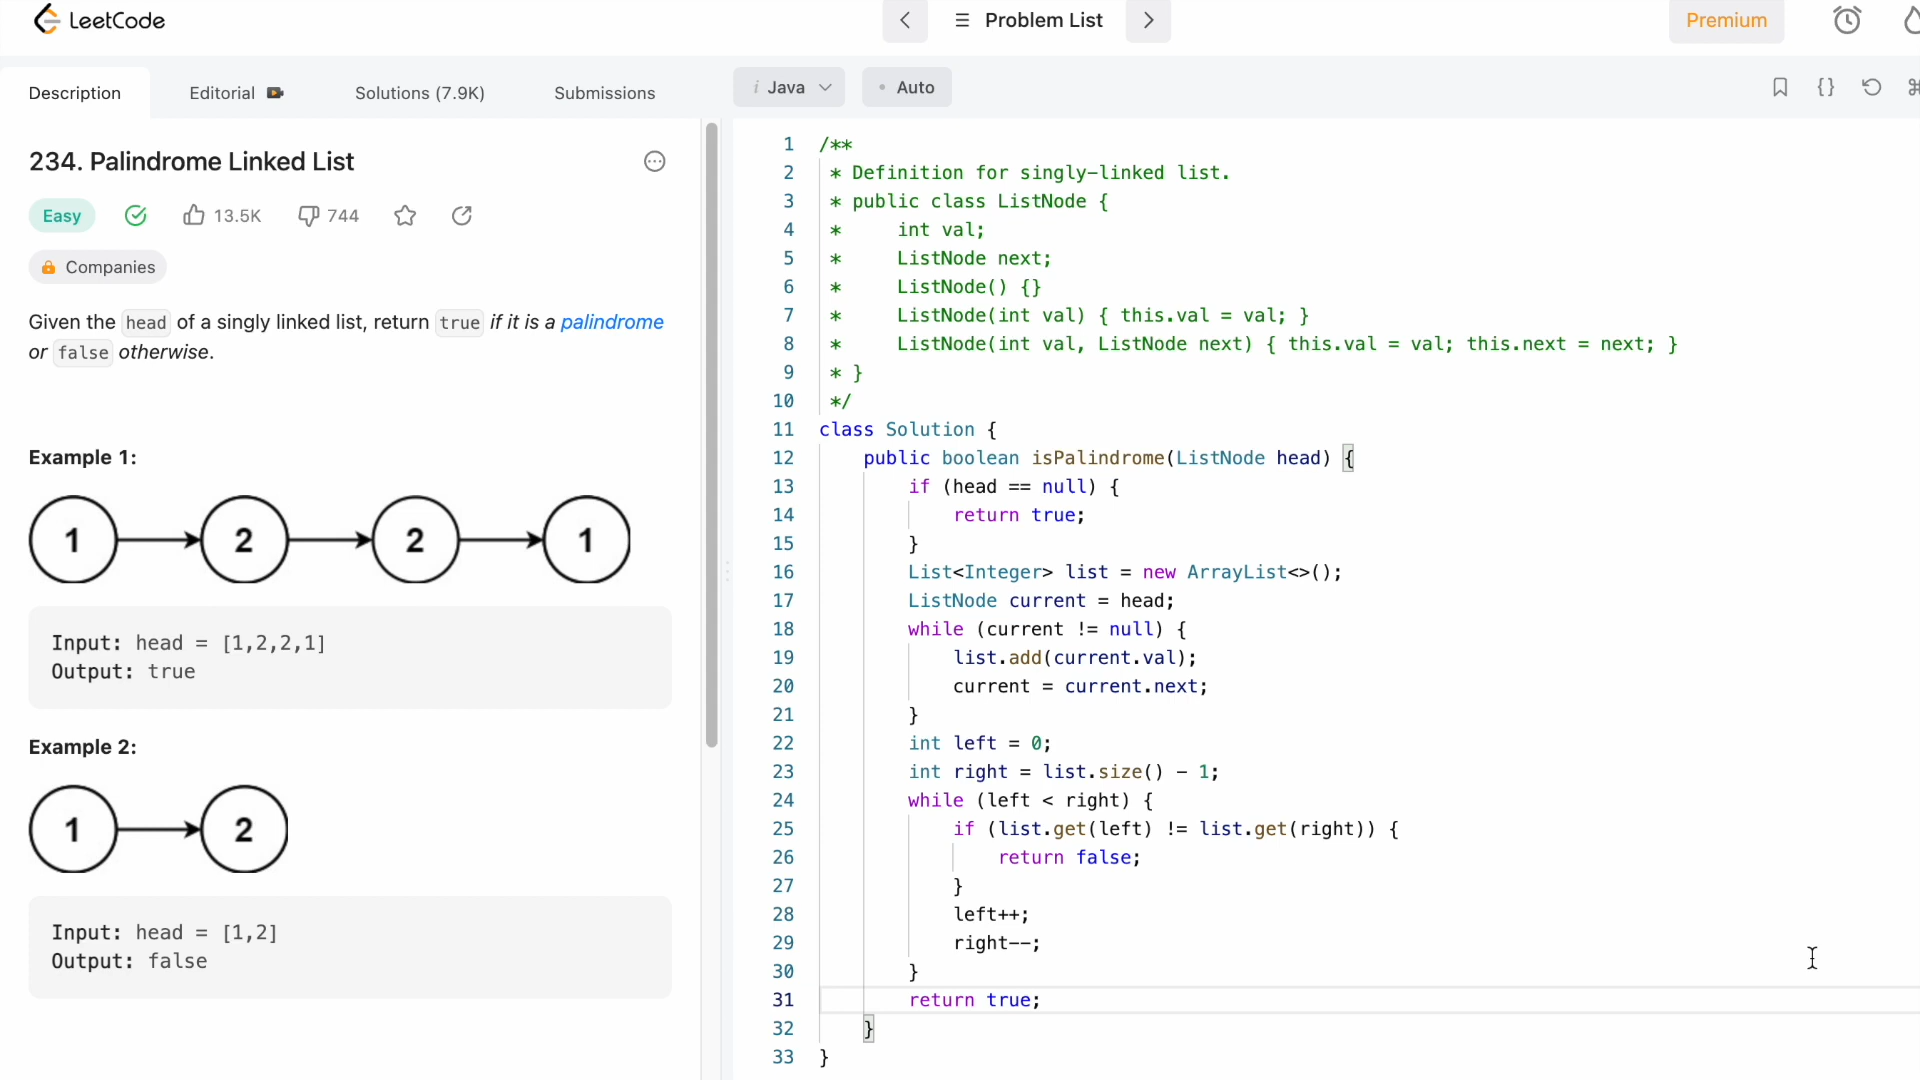 LeetCode
Problem List
Premium
Description
Editorial
Solutions (7.9K)
Submissions
i Java
Auto
{}
234. Palindrome Linked List
Easy
13.5K
744
Companies
Given the head of a singly linked list, return true if it is a palindrome
or false otherwise.
Example 1:
1 2 2 1
Input: head = [1,2,2,1]
Output: true
Example 2:
1 2
Input: head = [1,2]
Output: false
1 /**
2  * Definition for singly-linked list.
3  * public class ListNode {
4  *     int val;
5  *     ListNode next;
6  *     ListNode() {}
7  *     ListNode(int val) { this.val = val; }
8  *     ListNode(int val, ListNode next) { this.val = val; this.next = next; }
9  * }
10  */
11 class Solution {
12     public boolean isPalindrome(ListNode head) {
13         if (head == null) {
14             return true;
15         }
16         List<Integer> list = new ArrayList<>();
17         ListNode current = head;
18         while (current != null) {
19             list.add(current.val);
20             current = current.next;
21         }
22         int left = 0;
23         int right = list.size() - 1;
24         while (left < right) {
25             if (list.get(left) != list.get(right)) {
26                 return false;
27             }
28             left++;
29             right--;
30         }
31         return true;
32     }
33 }